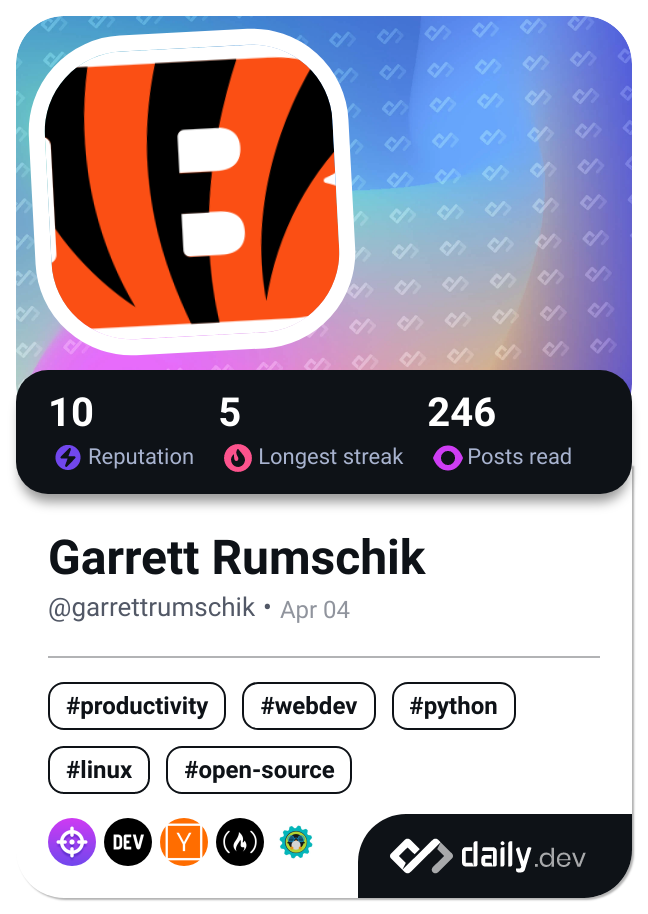 B
10 5 246
Reputation Longest streak Posts read
Garrett Rumschik
@garrettrumschik • Apr 04
#productivity #webdev #python
#linux #open-source
DEV Y
daily.dev